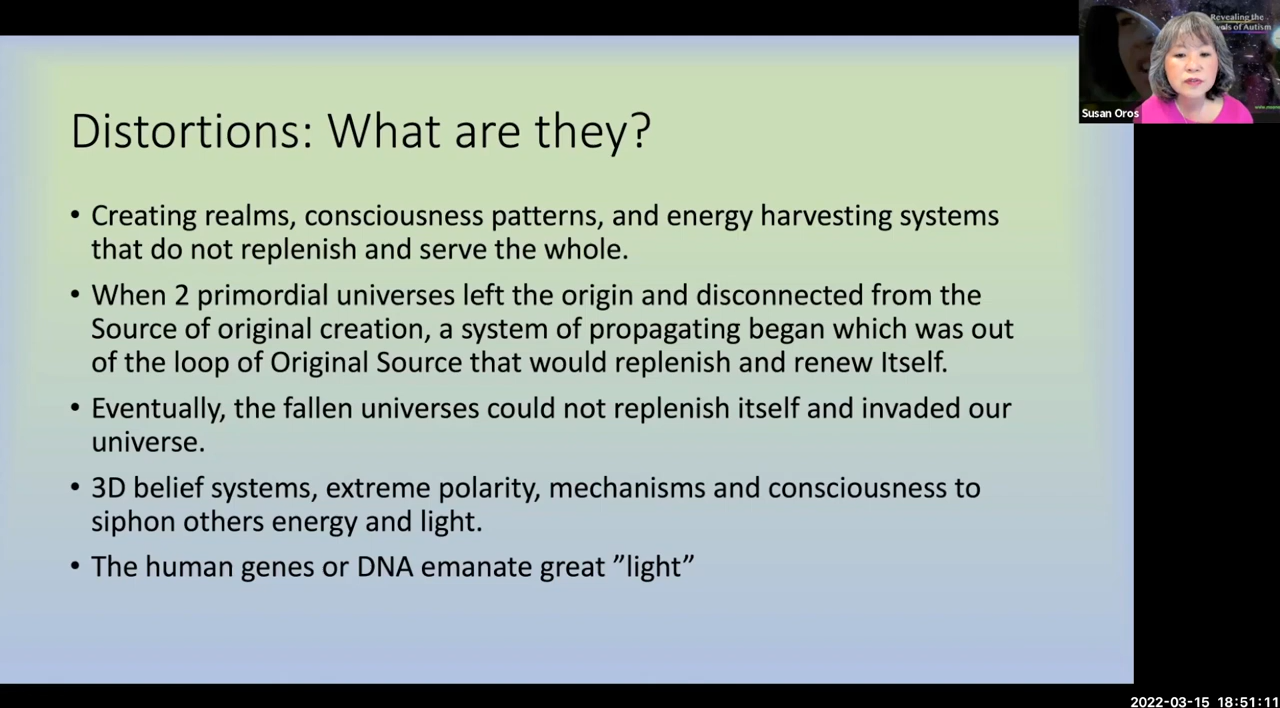 Revealing the
of Autism
Susan Oros
Distortions: What are they?
• Creating realms, consciousness patterns, and energy harvesting systems
that do not replenish and serve the whole.
• When 2 primordial universes left the origin and disconnected from the
Source of original creation, a system of propagating began which was out
of the loop of Original Source that would replenish and renew Itself.
• Eventually, the fallen universes could not replenish itself and invaded our
universe.
• 3D belief systems, extreme polarity, mechanisms and consciousness to
siphon others energy and light.
• The human genes or DNA emanate great ”light”
2022-03-15 18:51:11